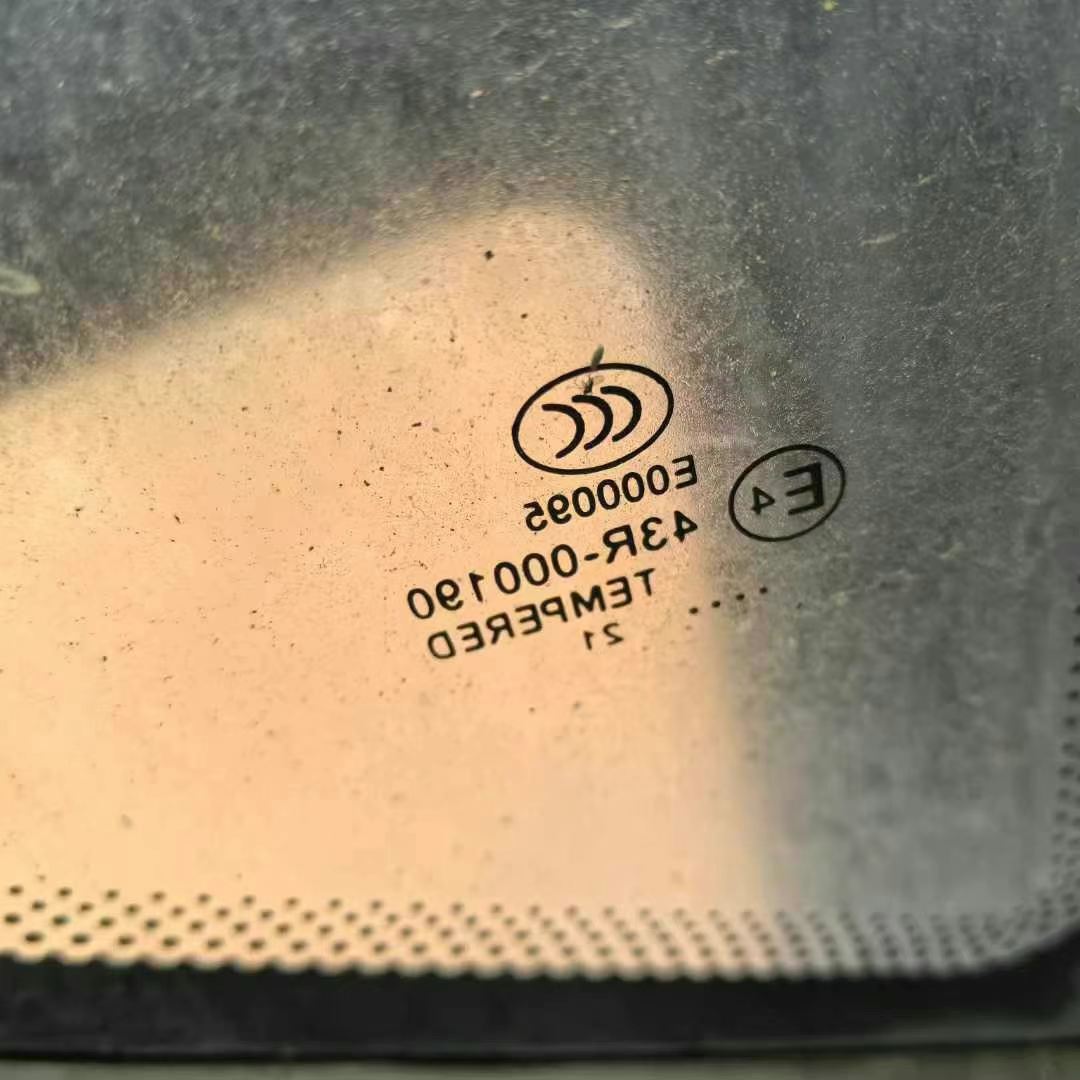 CCC
E000095
E4
43R-000190
TEMPERED
.... 21